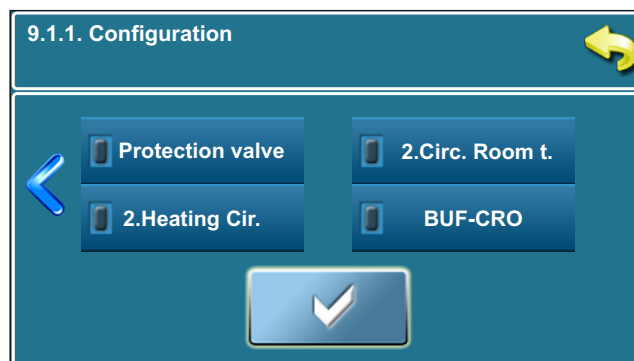 9.1.1. Configuration
Protection valve
2.Circ. Room t.
2.Heating Cir.
BUF-CRO